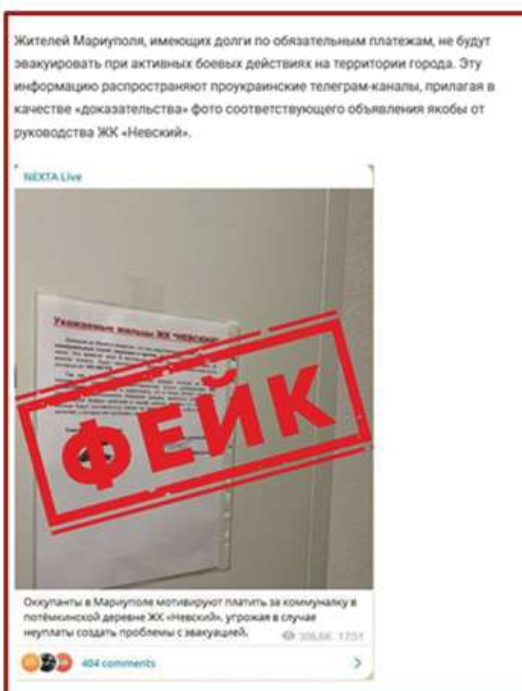 Жителей Мариуполя, имеющих долги по обязательным платежам, не будут
эвакуировать при активных боевых действиях на территории города. Эту
информацию распространяют проукраинские телеграм-каналы, прилагая в
качестве «доказательства» фото соответствующего объявления якобы от
руководства ЖК «Невский».
NEXTA Live
Уважаемые жильцы ЖК "НЕВСКИЙ"
ФЕЙК
Оккупанты в Мариуполе мотивируют платить за коммуналку в
потёмкинской деревне ЖК «Невский», угрожая в случае
неуплаты создать проблемы с эвакуацией.
306,6K 17:51
404 comments